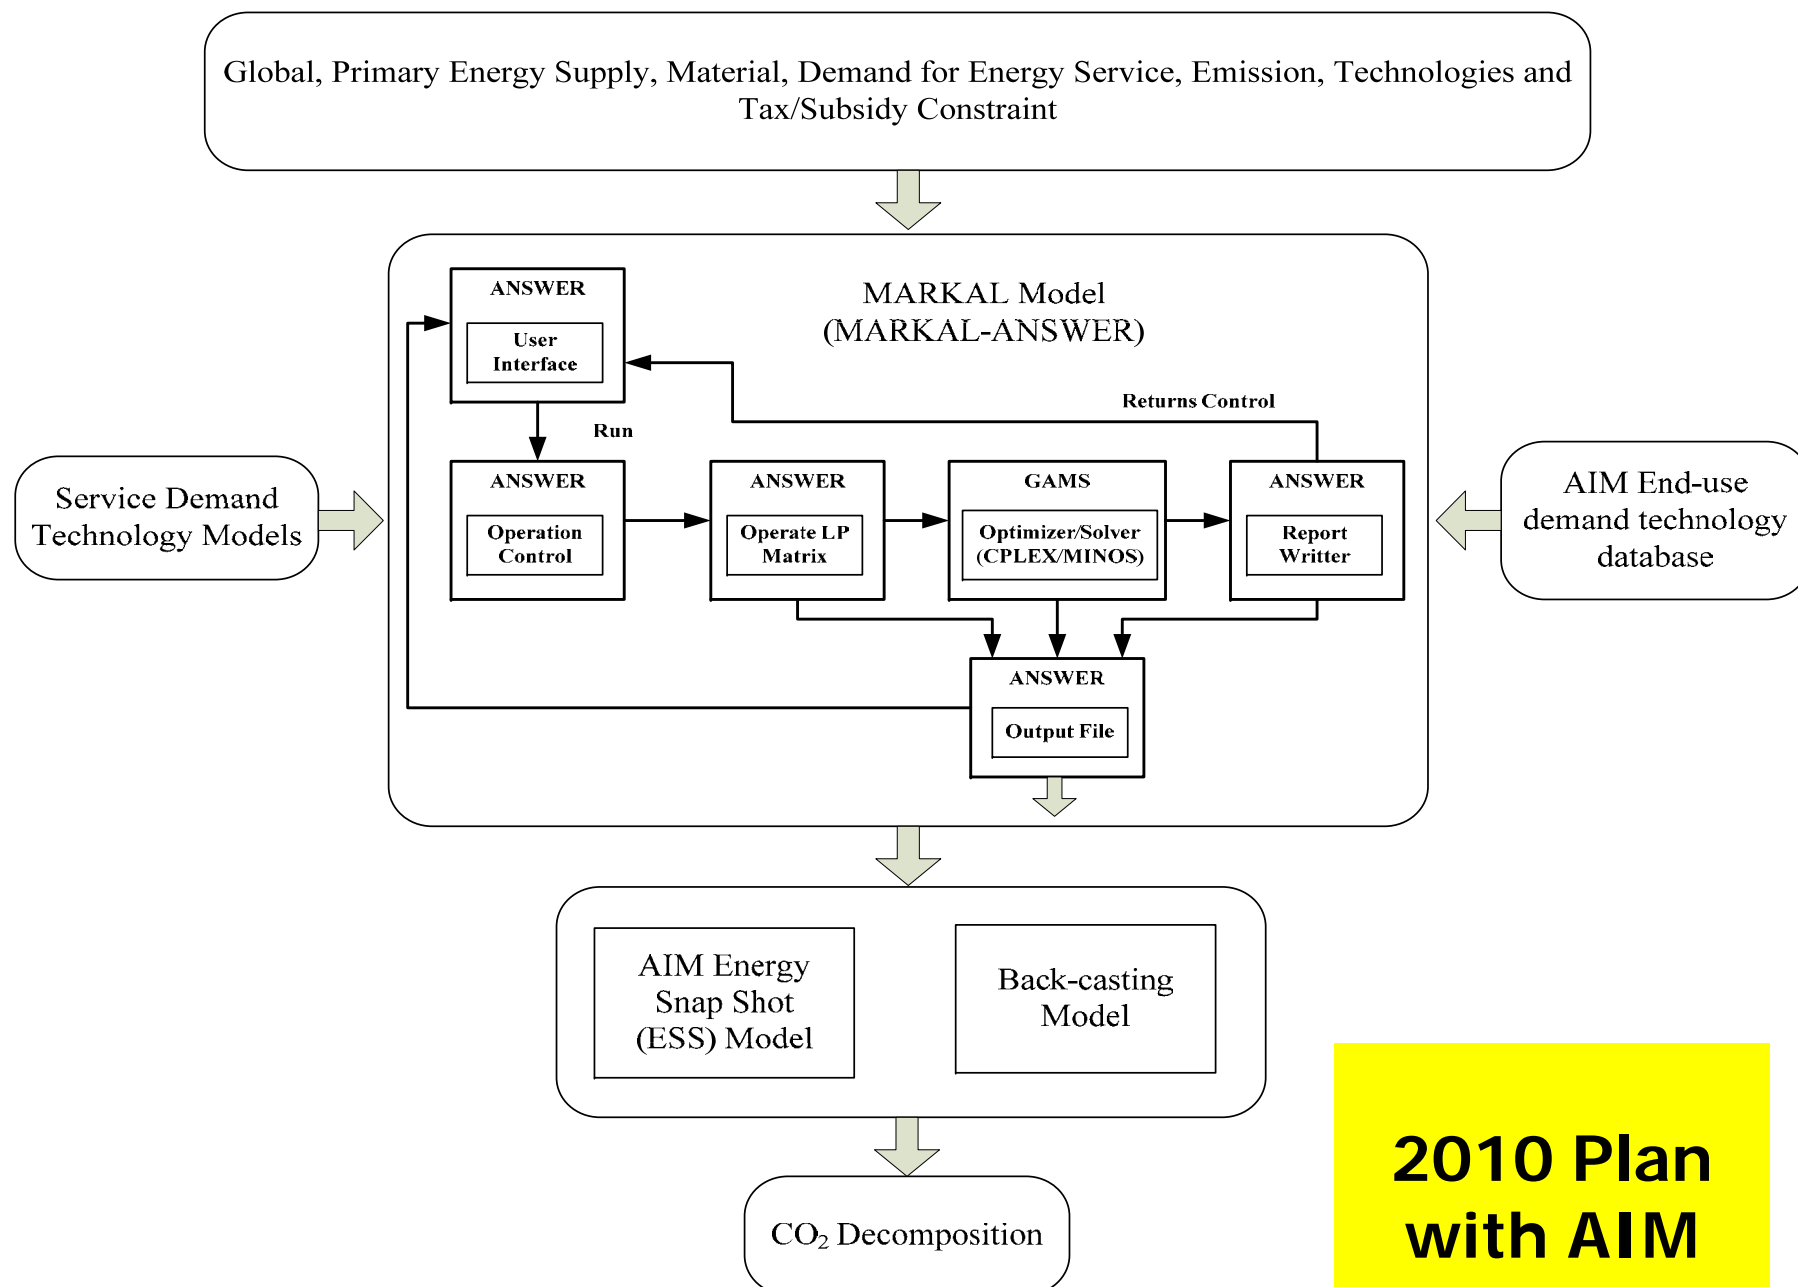 Global, Primary Energy Supply, Material, Demand for Energy Service, Emission, Technologies and
Tax/Subsidy Constraint
MARKAL Model
(MARKAL-ANSWER)
ANSWER
User
Interface
Returns Control
Run
Service Demand
Technology Models
ANSWER
Operation
Control
ANSWER
Operate LP
Matrix
GAMS
Optimizer/Solver
(CPLEX/MINOS)
ANSWER
Report
Writter
AIM End-use
demand technology
database
ANSWER
Output File
AIM Energy
Snap Shot
(ESS) Model
Back-casting
Model
CO₂ Decomposition
2010 Plan
with AIM